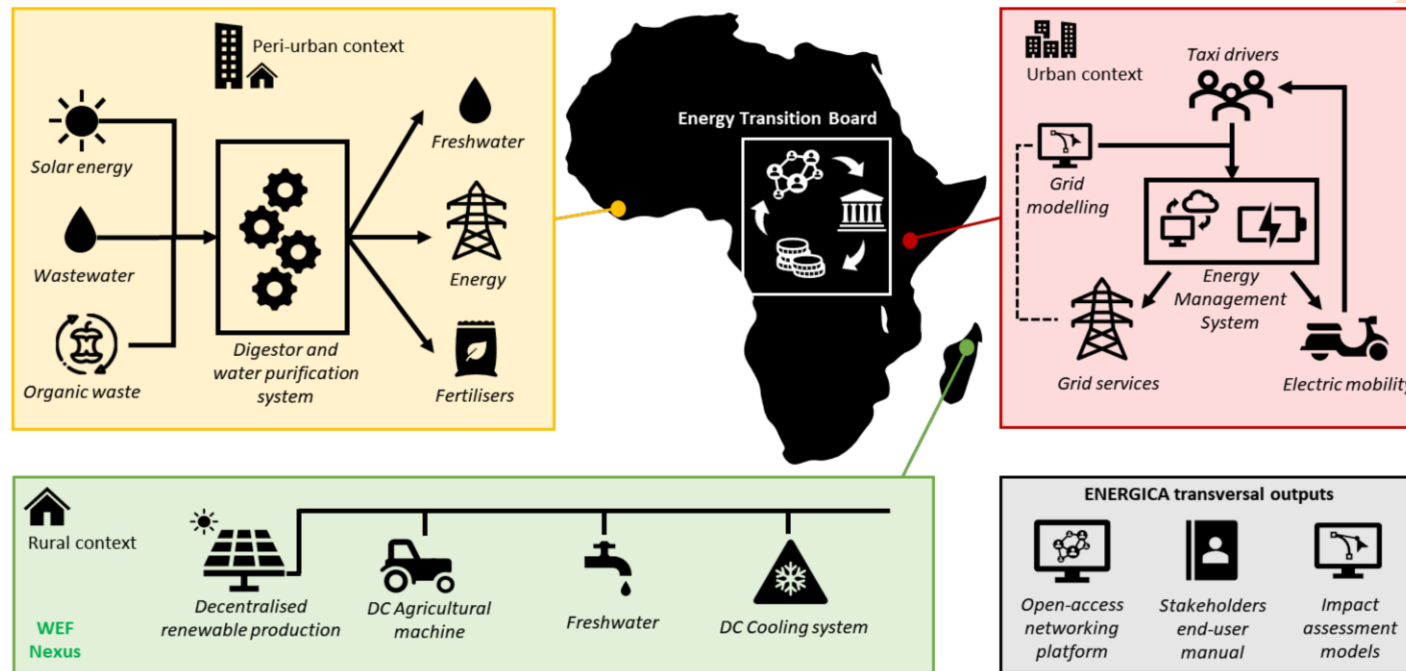 Peri-urban context
Solar energy
Wastewater
Organic waste
Digestor and
water purification
system
Freshwater
Energy
Fertilisers
Energy Transition Board
Urban context
Taxi drivers
Grid
modelling
Energy
Management
System
Grid services
Electric mobility
Rural context
WEF
Nexus
Decentralised
renewable production
DC Agricultural
machine
Freshwater
DC Cooling system
ENERGICA transversal outputs
Open-access
networking
platform
Stakeholders
end-user
manual
Impact
assessment
models